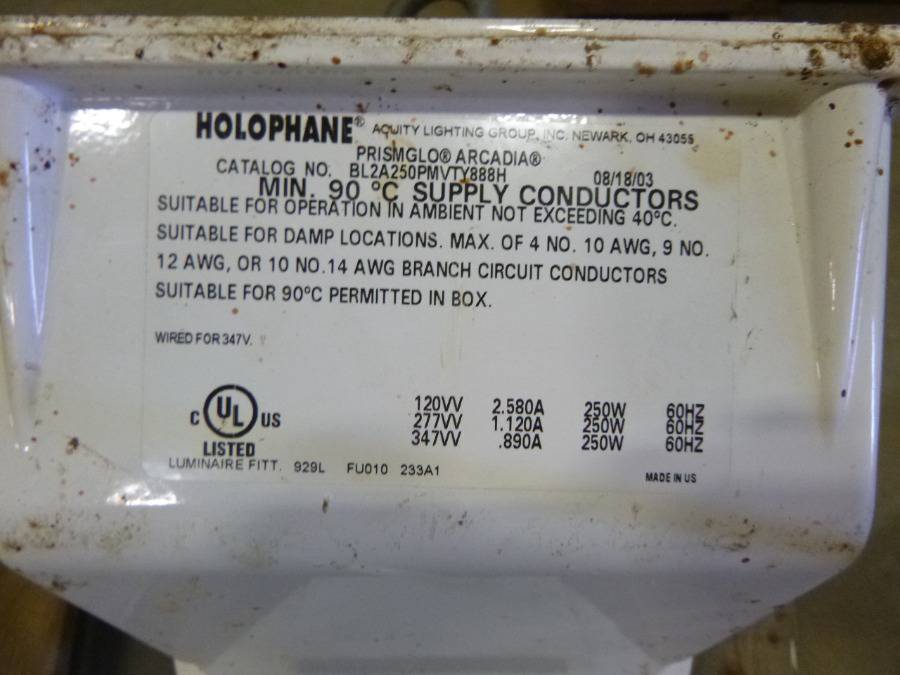 HOLOPHANE® ACUITY LIGHTING GROUP, INC. NEWARK, OH 43055
PRISMGLO® ARCADIA®
CATALOG NO. BL2A250PMVTY888H 08/18/03
MIN. 90 ºC SUPPLY CONDUCTORS
SUITABLE FOR OPERATION IN AMBIENT NOT EXCEEDING 40ºC.
SUITABLE FOR DAMP LOCATIONS. MAX. OF 4 NO. 10 AWG, 9 NO.
12 AWG, OR 10 NO.14 AWG BRANCH CIRCUIT CONDUCTORS
SUITABLE FOR 90ºC PERMITTED IN BOX.
WIRED FOR 347V.
120VV 2.580A 250W 60HZ
277VV 1.120A 250W 60HZ
347VV .890A 250W 60HZ
C UL US
LISTED
LUMINAIRE FITT. 929L FU010 233A1
MADE IN US